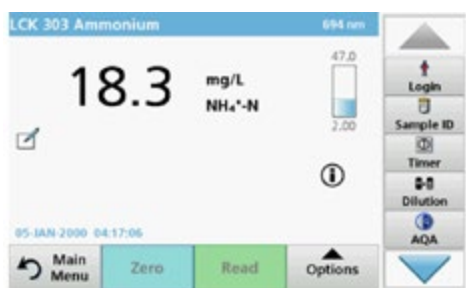 LCK 303 Ammonium 694 nm
47.0
18.3 mg/L
NH₄⁺-N
2.00
05-JAN-2000 04:17:06
Main Menu
Zero
Read
Options
Login
Sample ID
Timer
Dilution
AQA